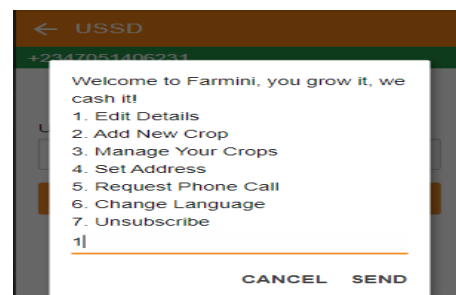 ← USSD
+2347051406231
Welcome to Farmini, you grow it, we
cash it!
1. Edit Details
2. Add New Crop
3. Manage Your Crops
4. Set Address
5. Request Phone Call
6. Change Language
7. Unsubscribe
1
CANCEL SEND